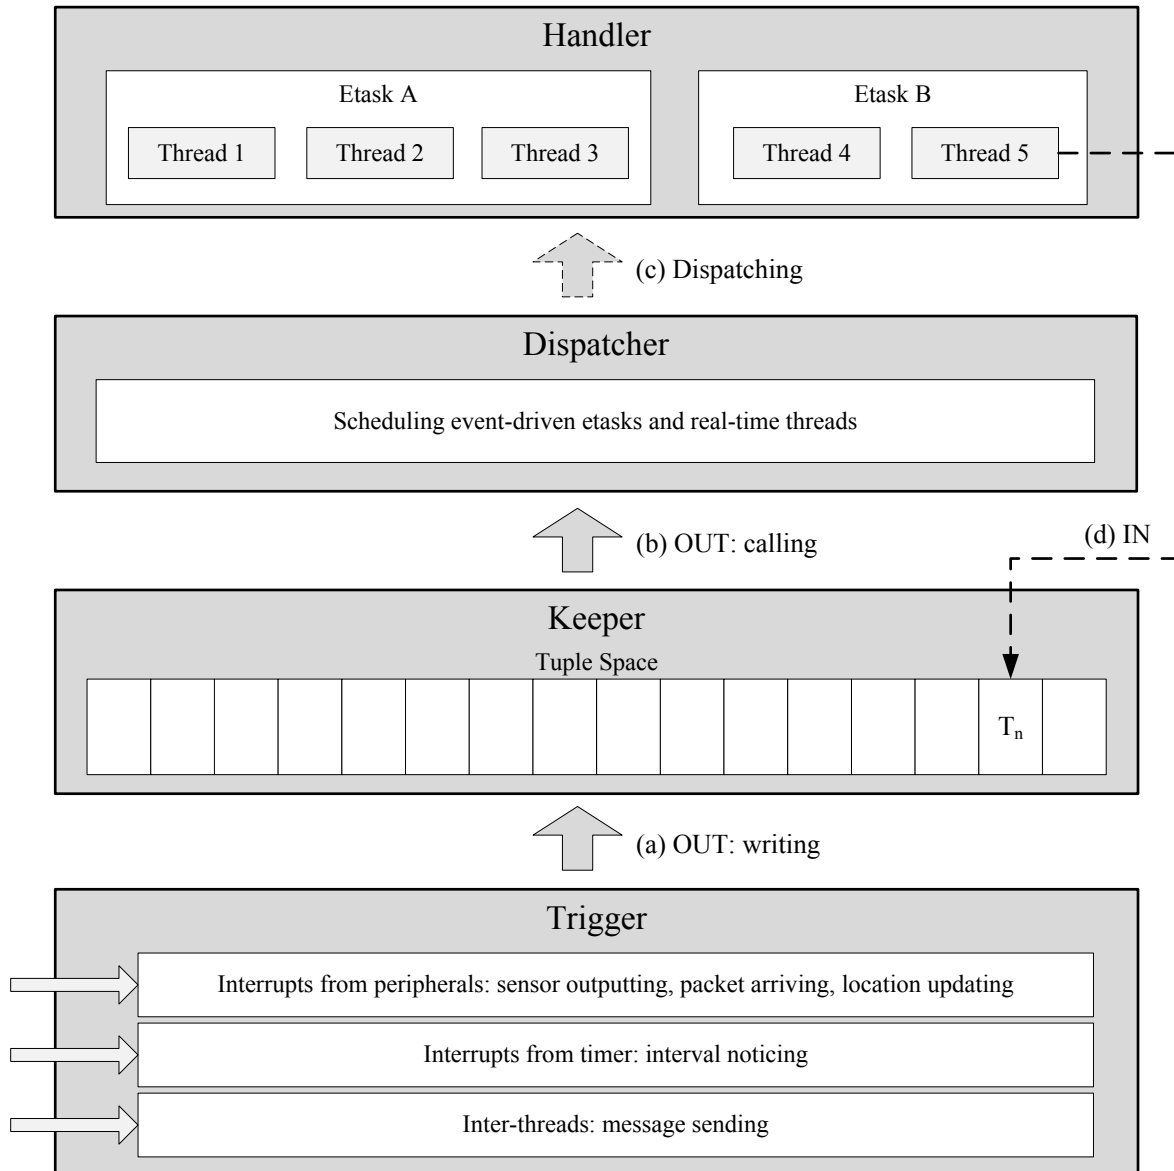 Handler
Etask A
Etask B
Thread 1
Thread 2
Thread 3
Thread 4
Thread 5
(c) Dispatching
Dispatcher
Scheduling event-driven etasks and real-time threads
(b) OUT: calling
(d) IN
Keeper
Tuple Space
Tn
(a) OUT: writing
Trigger
Interrupts from peripherals: sensor outputting, packet arriving, location updating
Interrupts from timer: interval noticing
Inter-threads: message sending